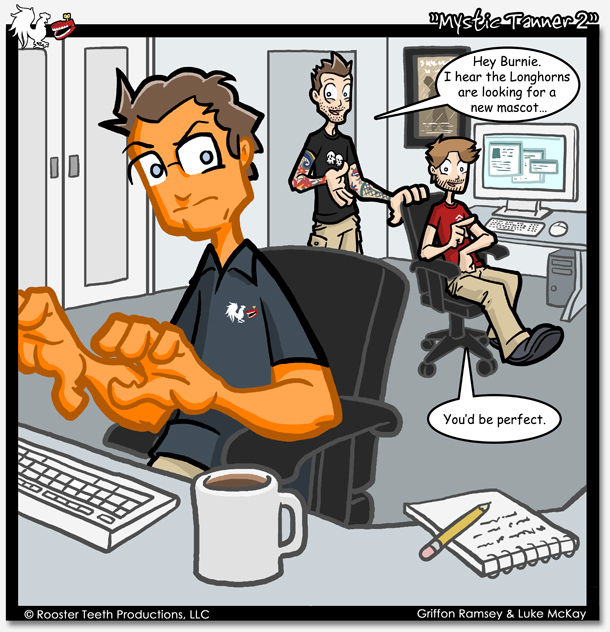 "Mystic Tanner 2"
Hey Burnie.
I hear the Longhorns
are looking for a
new mascot...
You'd be perfect.
© Rooster Teeth Productions, LLC
Griffon Ramsey & Luke McKay